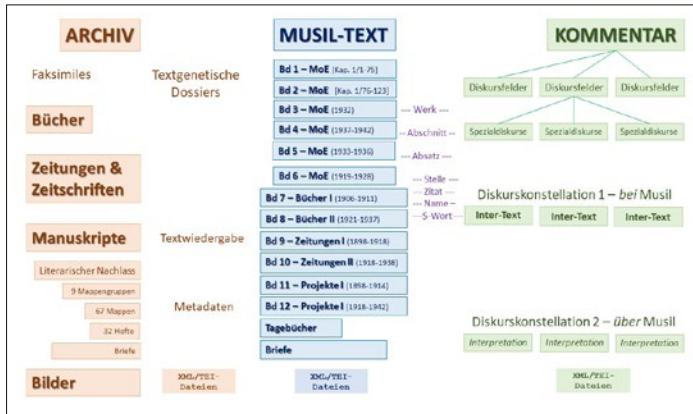 ARCHIV
Faksimiles
Bücher
Zeitungen &
Zeitschriften
Manuskripte
Literarischer Nachlass
9 Mappengruppen
67 Mappen
32 Hefte
Briefe
Bilder
Textgenetische
Dossiers
Textwiedergabe
Metadaten
XML/TEI-
Dateien
MUSIL-TEXT
Bd 1 – MoE [Kap. 1/1-75]
Bd 2 – MoE [Kap. 1/76-123]
Bd 3 – MoE (1932)
Bd 4 – MoE (1937-1942)
Bd 5 – MoE (1933-1936)
Bd 6 – MoE (1919-1928)
Bd 7 – Bücher I (1906-1911)
Bd 8 – Bücher II (1921-1937)
Bd 9 – Zeitungen I (1898-1918)
Bd 10 – Zeitungen II (1918-1938)
Bd 11 – Projekte I (1898-1914)
Bd 12 – Projekte I (1918-1942)
Tagebücher
Briefe
XML/TEI-
Dateien
--- Werk ---
--- Abschnitt ---
--- Absatz ---
--- Stelle ---
--- Zitat ---
--- Name --
---S-Wort ---
KOMMENTAR
Diskursfelder Diskursfelder Diskursfelder
Spezialdiskurse Spezialdiskurse Spezialdiskurse
Diskurskonstellation 1 – bei Musil
Inter-Text Inter-Text Inter-Text
Diskurskonstellation 2 – über Musil
Interpretation Interpretation Interpretation
XML/TEI-
Dateien